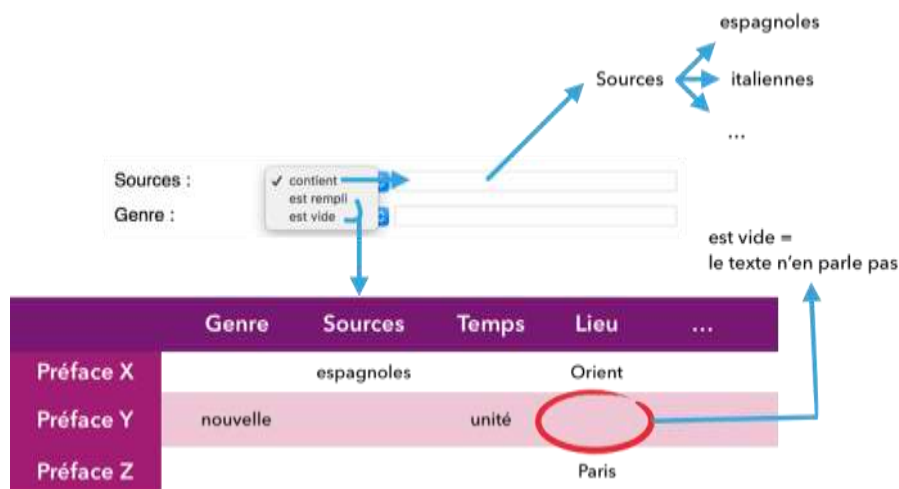 espagnoles
Sources
italiennes
...
Sources :
✓ contient
est rempli
est vide
Genre :
est vide =
le texte n'en parle pas
Genre Sources Temps Lieu ...
Préface X espagnoles Orient
Préface Y nouvelle unité
Préface Z Paris